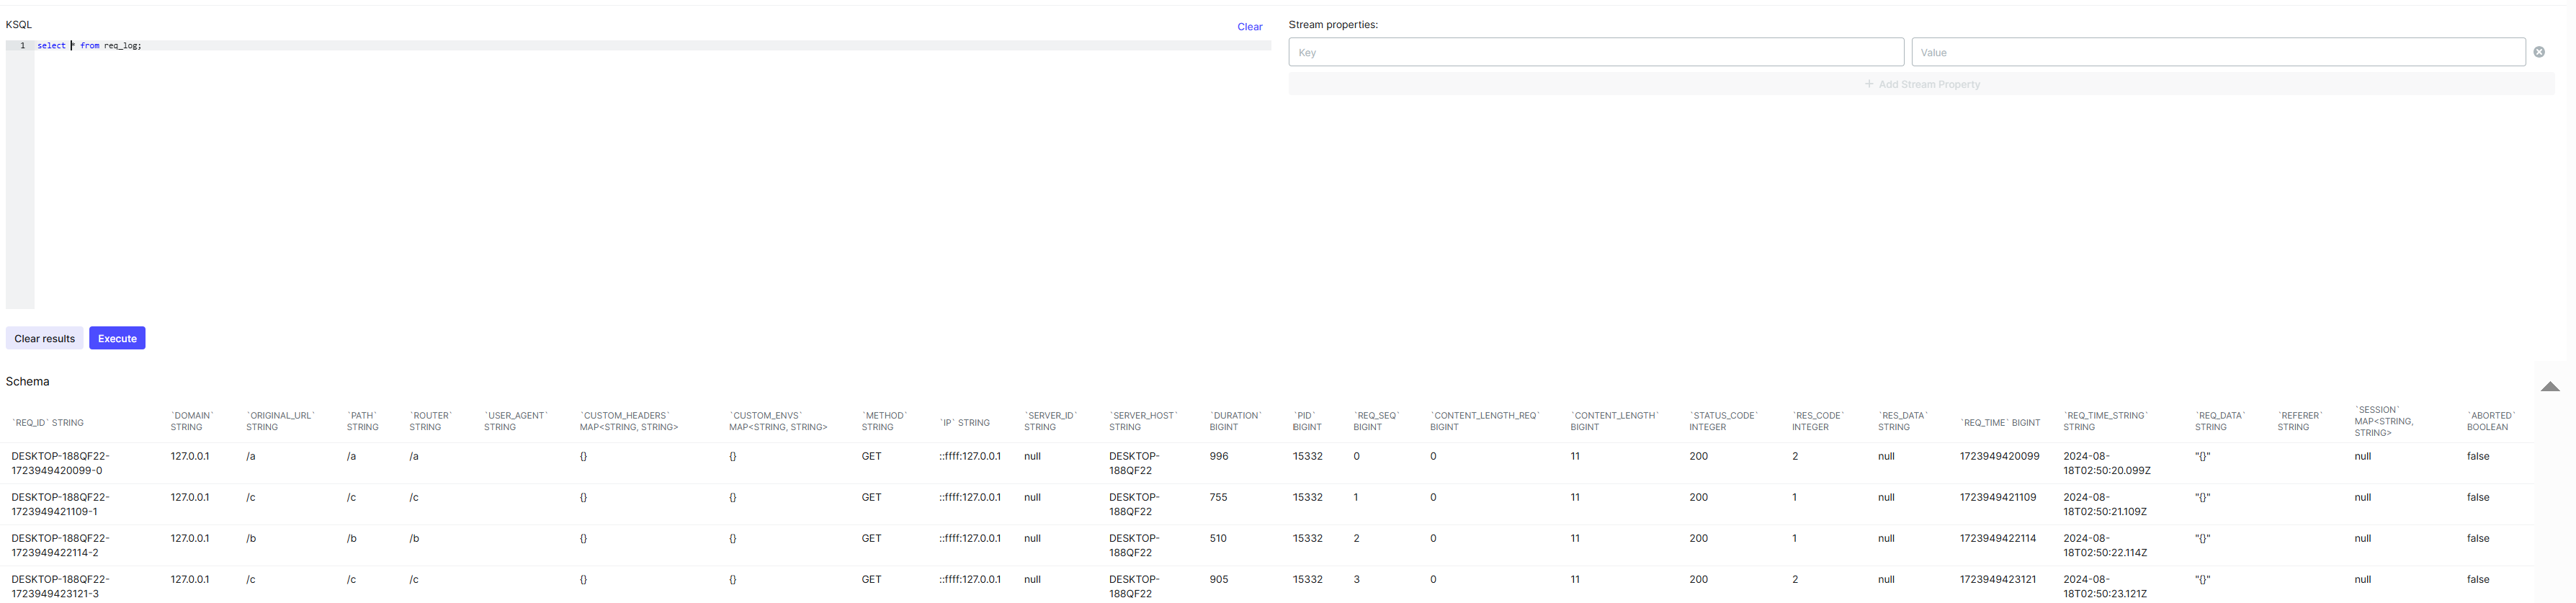 KSQL
Clear
1 select * from req_log;
Stream properties:
Key
Value
+ Add Stream Property
Clear results
Execute
Schema
`REQ_ID` STRING `DOMAIN` STRING `ORIGINAL_URL` STRING `PATH` STRING `ROUTER` STRING `USER_AGENT` STRING `CUSTOM_HEADERS` MAP<STRING, STRING> `CUSTOM_ENVS` MAP<STRING, STRING> `METHOD` STRING `IP` STRING `SERVER_ID` STRING `SERVER_HOST` STRING `DURATION` BIGINT `PID` BIGINT `REQ_SEQ` BIGINT `CONTENT_LENGTH_REQ` BIGINT `CONTENT_LENGTH` BIGINT `STATUS_CODE` INTEGER `RES_CODE` INTEGER `RES_DATA` STRING `REQ_TIME` BIGINT `REQ_TIME_STRING` STRING `REQ_DATA` STRING `REFERER` STRING `SESSION` MAP<STRING, STRING> `ABORTED` BOOLEAN
DESKTOP-188QF22-1723949420099-0 127.0.0.1 /a /a /a {} {} GET ::ffff:127.0.0.1 null DESKTOP-188QF22 996 15332 0 0 11 200 2 null 1723949420099 2024-08-18T02:50:20.099Z "{}" null false
DESKTOP-188QF22-1723949421109-1 127.0.0.1 /c /c /c {} {} GET ::ffff:127.0.0.1 null DESKTOP-188QF22 755 15332 1 0 11 200 1 null 1723949421109 2024-08-18T02:50:21.109Z "{}" null false
DESKTOP-188QF22-1723949422114-2 127.0.0.1 /b /b /b {} {} GET ::ffff:127.0.0.1 null DESKTOP-188QF22 510 15332 2 0 11 200 1 null 1723949422114 2024-08-18T02:50:22.114Z "{}" null false
DESKTOP-188QF22-1723949423121-3 127.0.0.1 /c /c /c {} {} GET ::ffff:127.0.0.1 null DESKTOP-188QF22 905 15332 3 0 11 200 2 null 1723949423121 2024-08-18T02:50:23.121Z "{}" null false